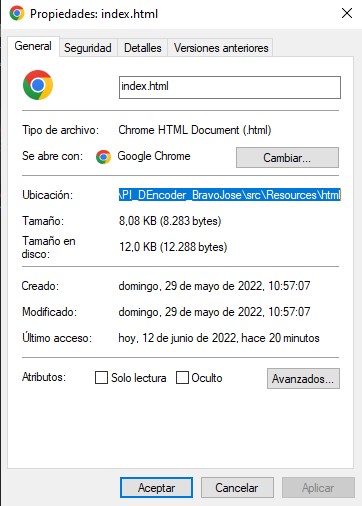 Propiedades: index.html
General Seguridad Detalles Versiones anteriores
index.html
Tipo de archivo: Chrome HTML Document (.html)
Se abre con: Google Chrome Cambiar...
Ubicación: \PI_DEncoder_BravoJose\src\Resources\html
Tamaño: 8,08 KB (8.283 bytes)
Tamaño en
disco: 12,0 KB (12.288 bytes)
Creado: domingo, 29 de mayo de 2022, 10:57:07
Modificado: domingo, 29 de mayo de 2022, 10:57:07
Último acceso: hoy, 12 de junio de 2022, hace 20 minutos
Atributos: Solo lectura Oculto Avanzados...
Aceptar Cancelar Aplicar